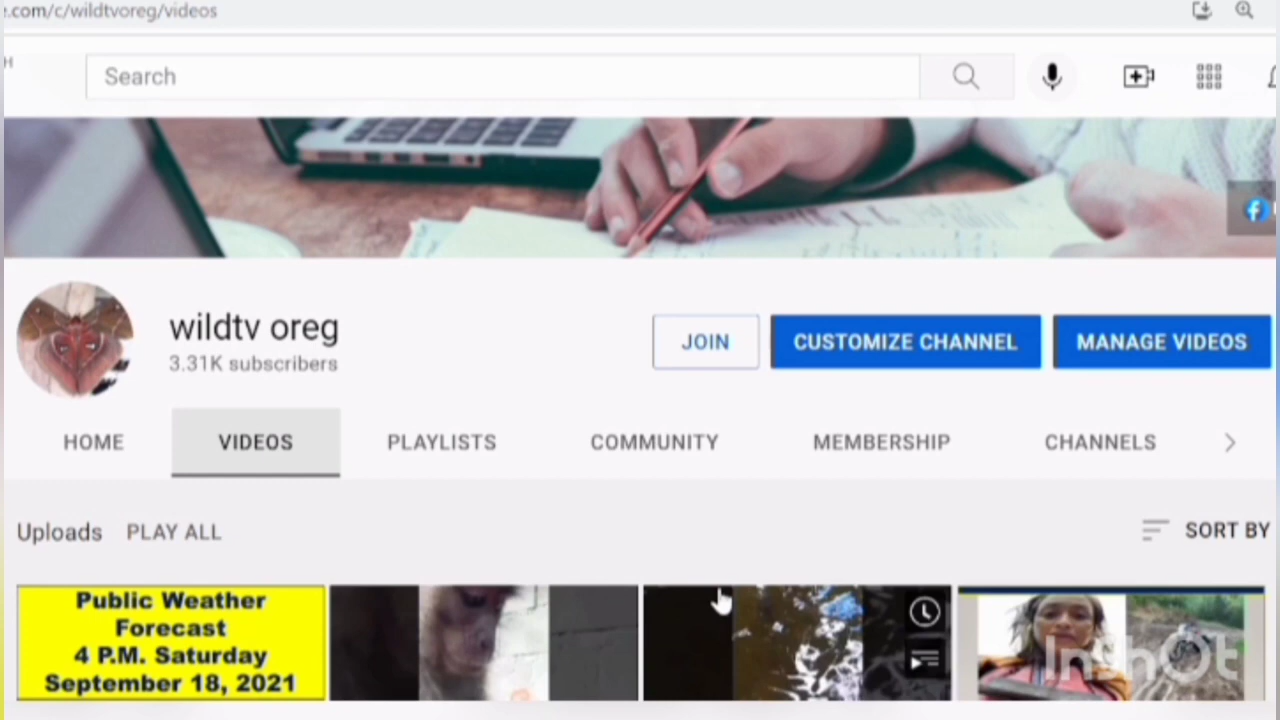 e.com/c/wildtvoreg/videos
H
Search
wildtv oreg
3.31K subscribers
JOIN
CUSTOMIZE CHANNEL
MANAGE VIDEOS
HOME
VIDEOS
PLAYLISTS
COMMUNITY
MEMBERSHIP
CHANNELS
Uploads
PLAY ALL
SORT BY
Public Weather
Forecast
4 P.M. Saturday
September 18, 2021
InShOt